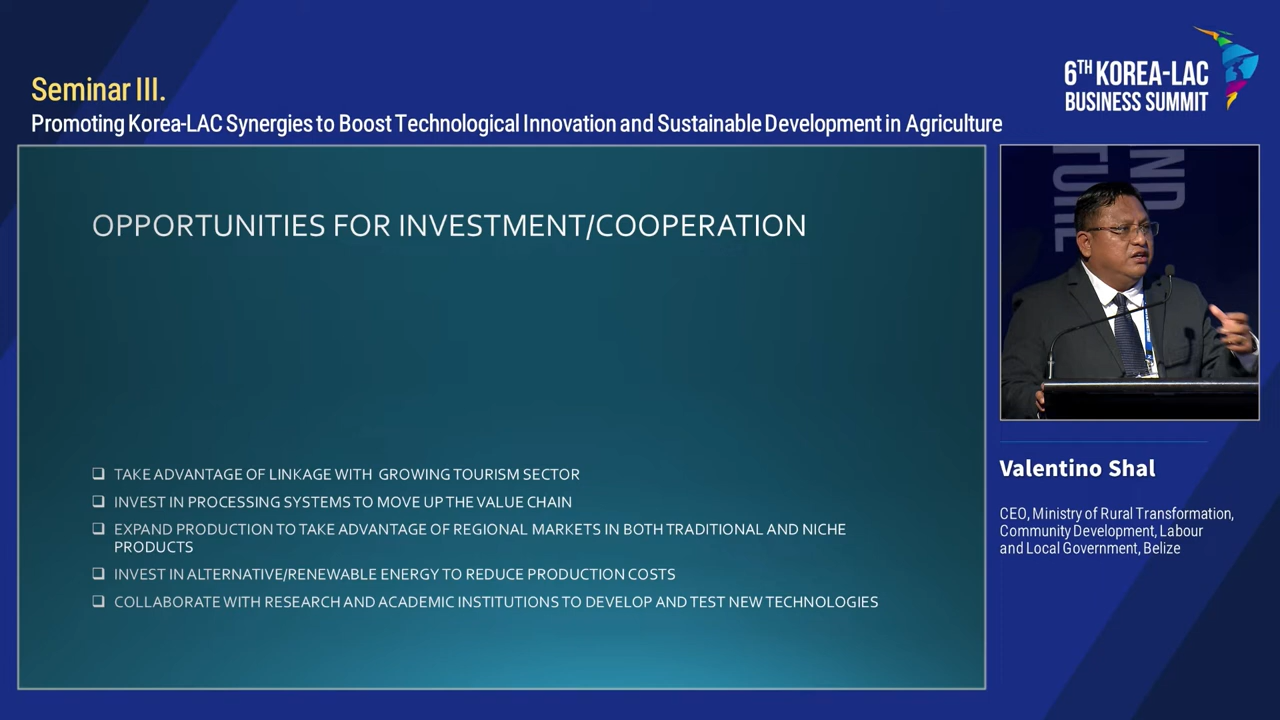 Seminar III.
Promoting Korea-LAC Synergies to Boost Technological Innovation and Sustainable Development in Agriculture
6TH KOREA-LAC
BUSINESS SUMMIT
OPPORTUNITIES FOR INVESTMENT/COOPERATION
TAKE ADVANTAGE OF LINKAGE WITH GROWING TOURISM SECTOR
INVEST IN PROCESSING SYSTEMS TO MOVE UP THE VALUE CHAIN
EXPAND PRODUCTION TO TAKE ADVANTAGE OF REGIONAL MARKETS IN BOTH TRADITIONAL AND NICHE
PRODUCTS
INVEST IN ALTERNATIVE/RENEWABLE ENERGY TO REDUCE PRODUCTION COSTS
COLLABORATE WITH RESEARCH AND ACADEMIC INSTITUTIONS TO DEVELOP AND TEST NEW TECHNOLOGIES
Valentino Shal
CEO, Ministry of Rural Transformation,
Community Development, Labour
and Local Government, Belize